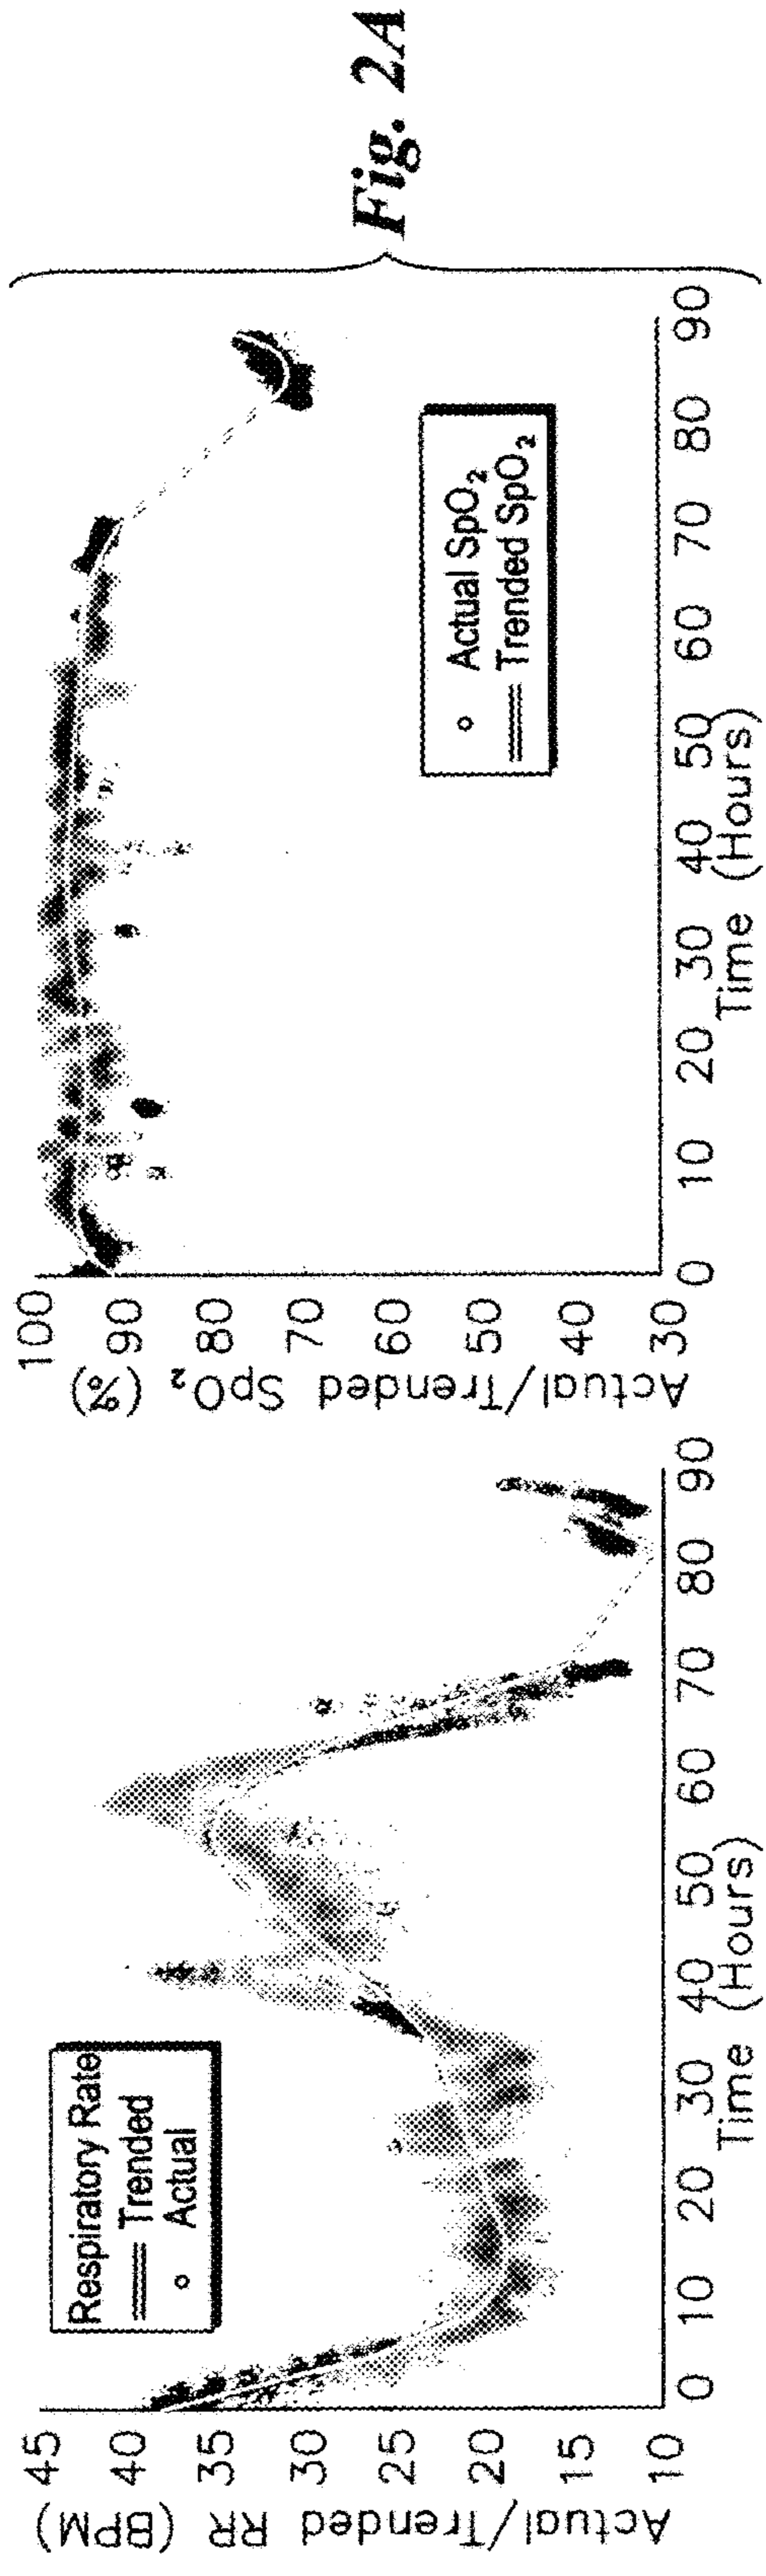 Actual/Trended RR (BPM)
45
40
35
30
25
20
15
10
Respiratory Rate
Trended
Actual
0 10 20 30 40 50 60 70 80 90
Time (Hours)
Actual/Trended SpO₂ (%)
100
90
80
70
60
50
40
30
Actual SpO₂
Trended SpO₂
0 10 20 30 40 50 60 70 80 90
Time (Hours)
Fig. 2A